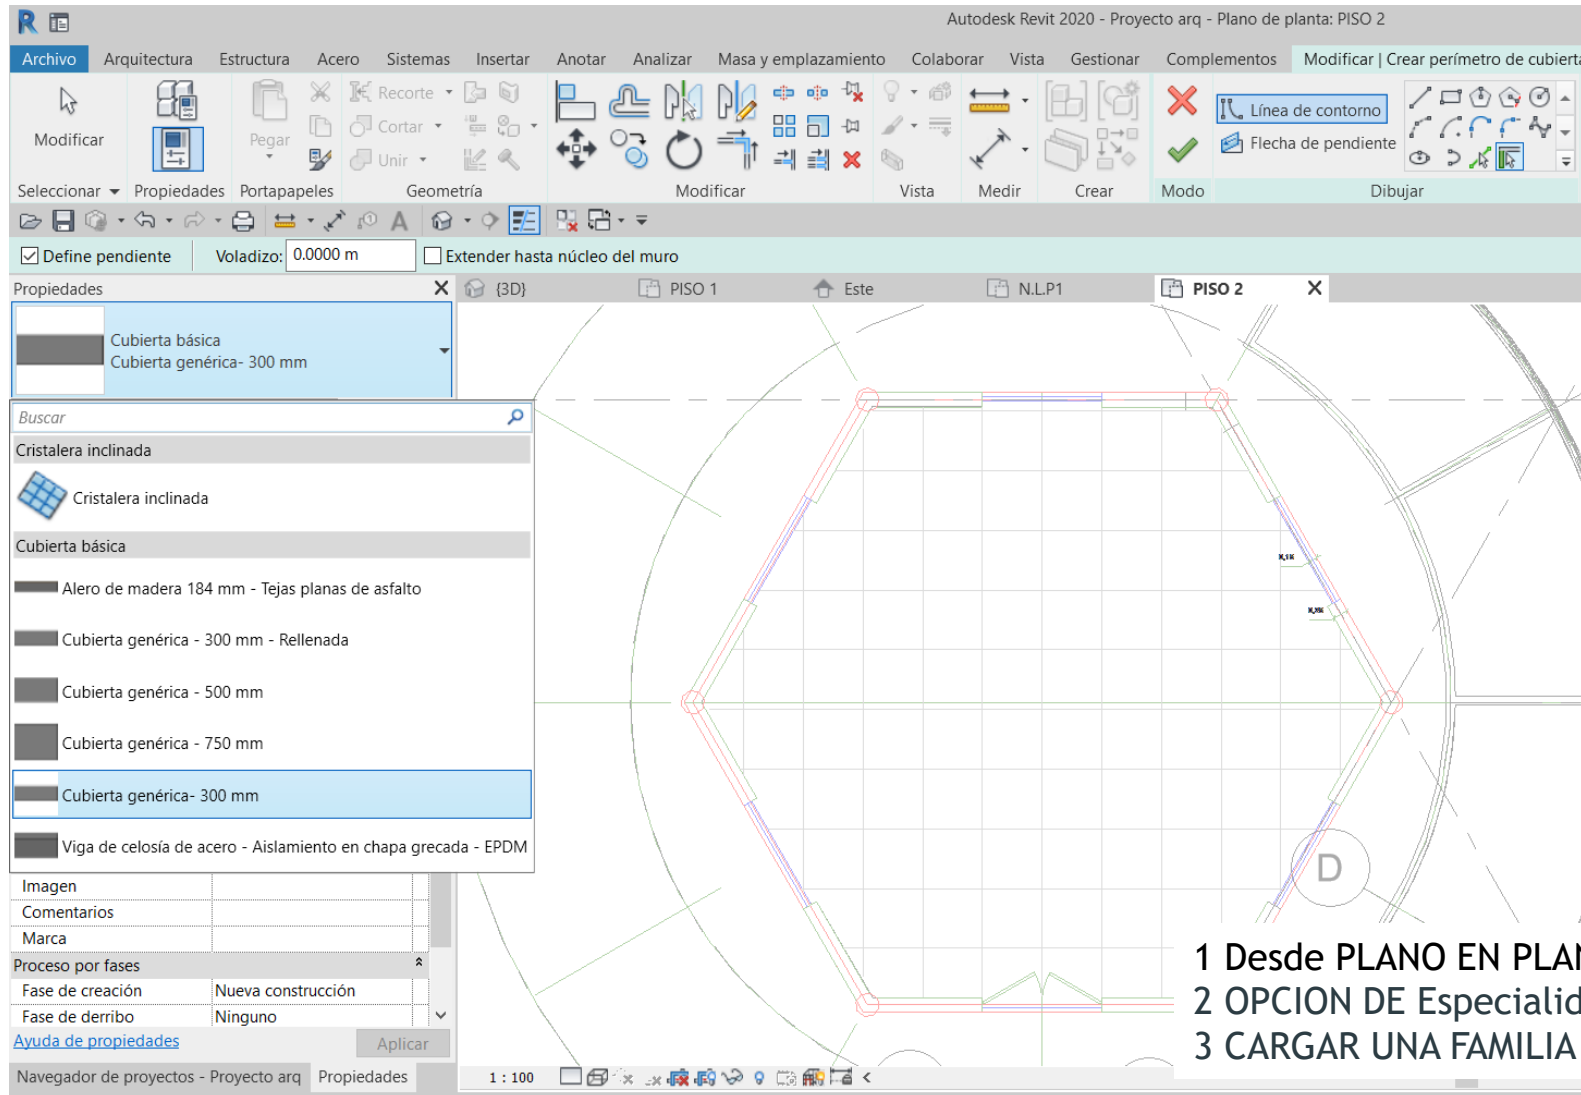 Autodesk Revit 2020 - Proyecto arq - Plano de planta: PISO 2
Archivo Arquitectura Estructura Acero Sistemas Insertar Anotar Analizar Masa y emplazamiento Colaborar Vista Gestionar Complementos Modificar | Crear perímetro de cubierta
Modificar
Pegar
Recorte
Cortar
Unir
Línea de contorno
Flecha de pendiente
Seleccionar Propiedades Portapapeles Geometría Modificar Vista Medir Crear Modo Dibujar
Define pendiente Voladizo: 0.0000 m Extender hasta núcleo del muro
Propiedades X {3D} PISO 1 Este N.L.P1 PISO 2 X
Cubierta básica
Cubierta genérica- 300 mm
Buscar
Cristalera inclinada
Cristalera inclinada
Cubierta básica
Alero de madera 184 mm - Tejas planas de asfalto
Cubierta genérica - 300 mm - Rellenada
Cubierta genérica - 500 mm
Cubierta genérica - 750 mm
Cubierta genérica- 300 mm
Viga de celosía de acero - Aislamiento en chapa grecada - EPDM
D
Imagen
Comentarios
Marca
Proceso por fases
Fase de creación Nueva construcción
Fase de derribo Ninguno
Ayuda de propiedades Aplicar
Navegador de proyectos - Proyecto arq Propiedades 1 : 100
1 Desde PLANO EN PLAN
2 OPCION DE Especialid
3 CARGAR UNA FAMILIA